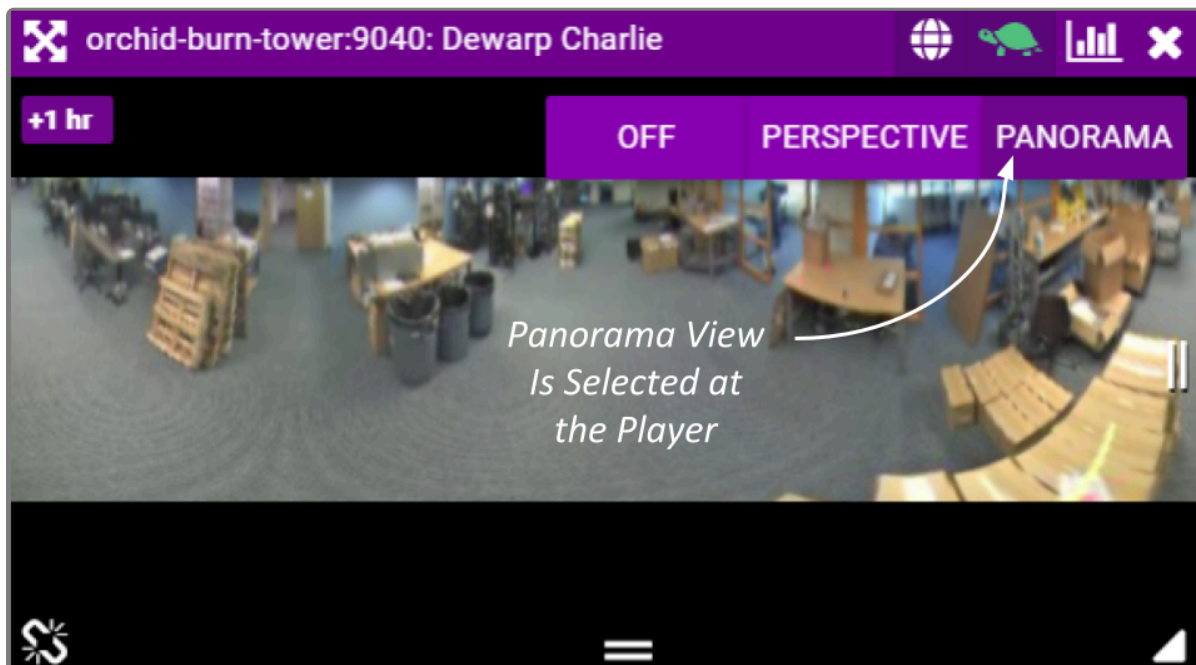 orchid-burn-tower:9040: Dewarp Charlie
+1 hr
OFF PERSPECTIVE PANORAMA
Panorama View
Is Selected at
the Player